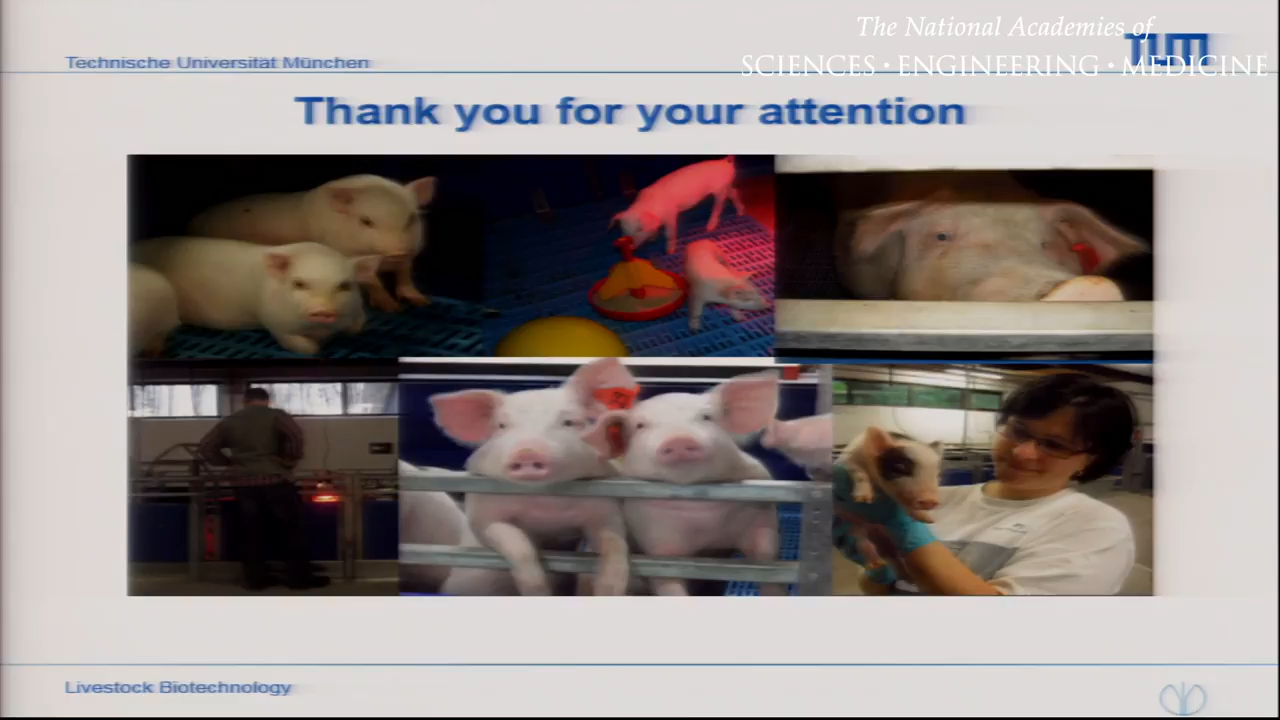 The National Academies of
SCIENCES · ENGINEERING · MEDICINE
TUM
Technische Universität München
Thank you for your attention
Livestock Biotechnology